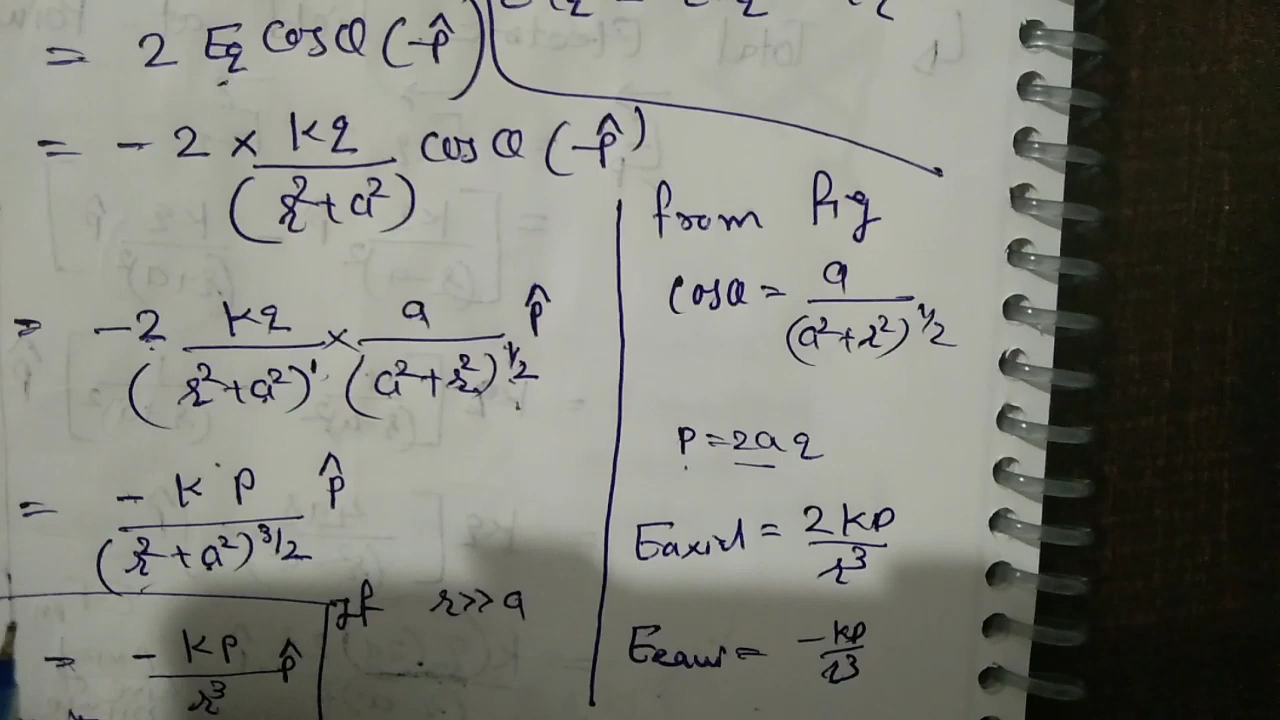 = 2 Eq cosθ (-p̂)
= - 2 × kq / (r²+a²) cosθ (-p̂)
= -2 kq / (r²+a²)¹ × a / (a²+r²)^1/2 p̂
= - k p / (r²+a²)^3/2 p̂
If r>>a
= - kp / r³ p̂
from fig
cosθ = a / (a²+r²)^1/2
p = 2aq
Eaxial = 2kp / r³
Eequi = -kp / r³